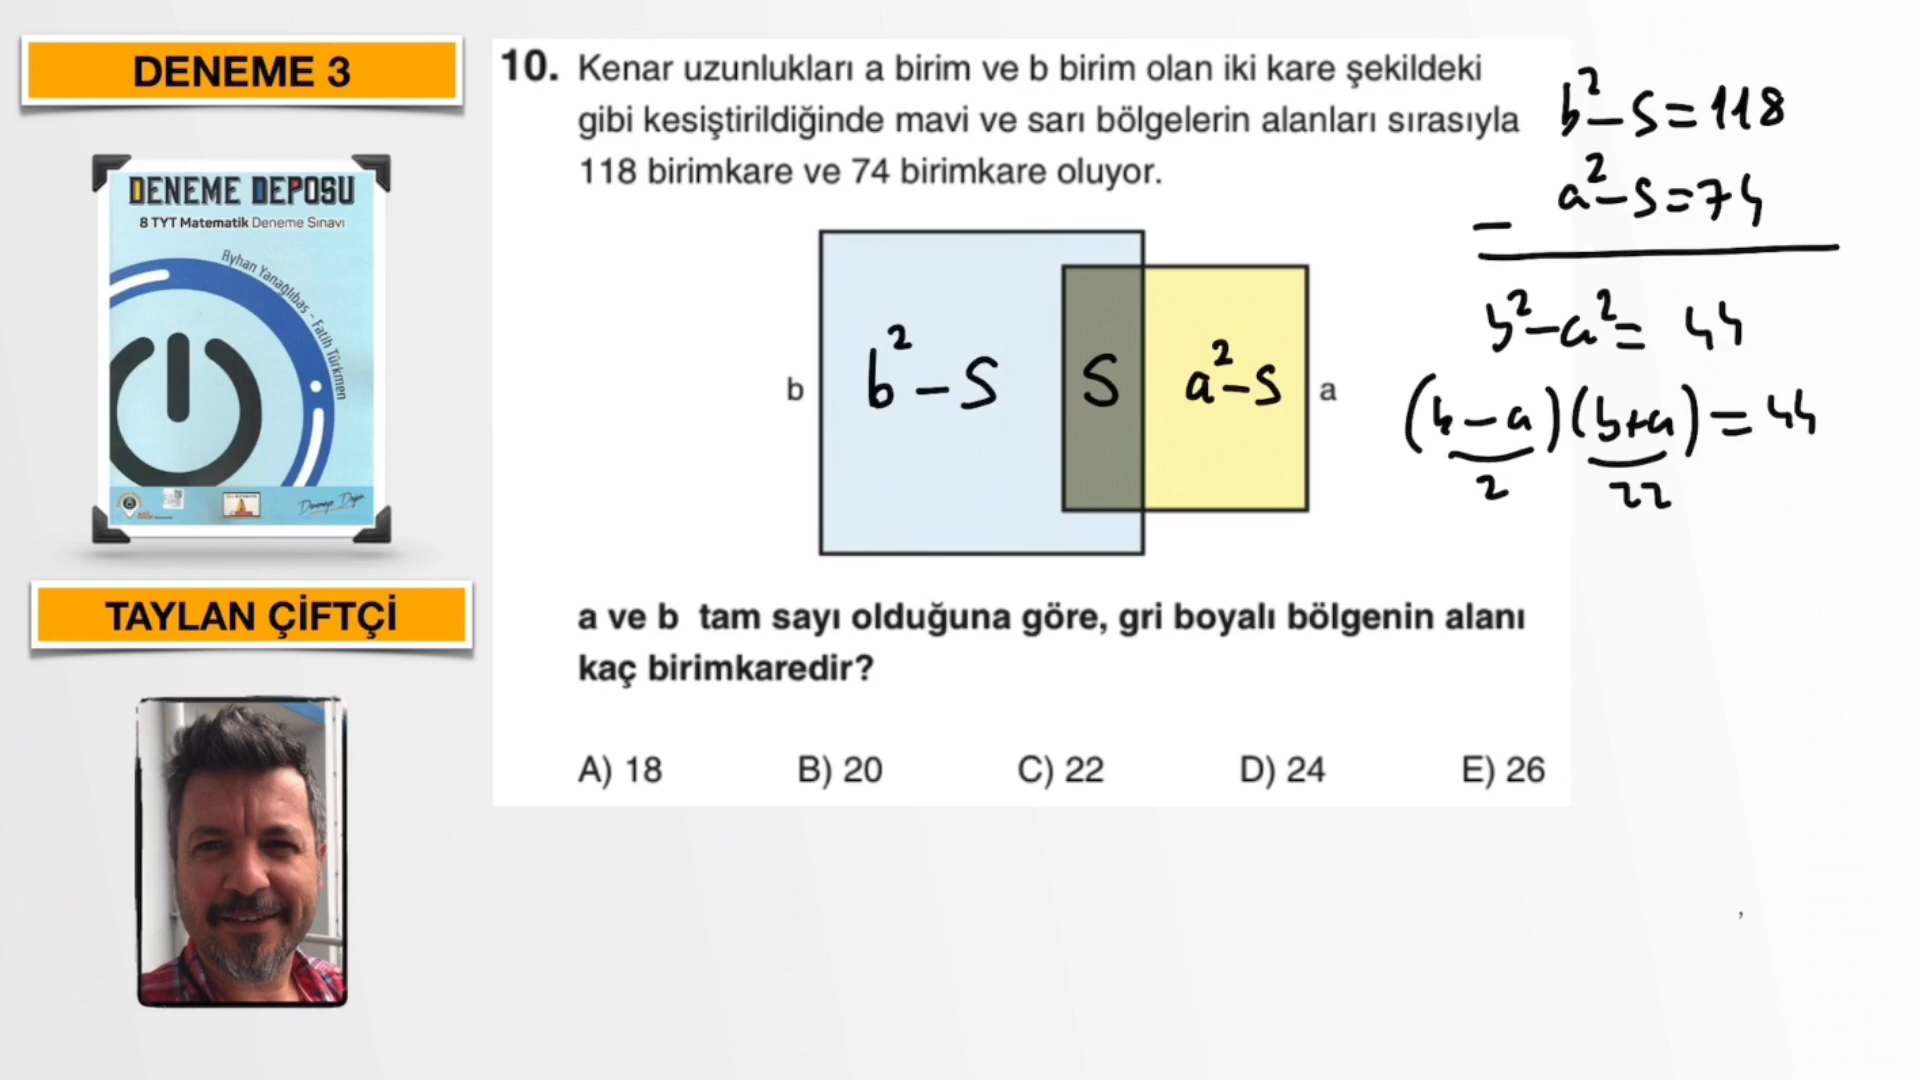 DENEME 3
DENEME DEPOSU
8 TYT Matematik Deneme Sınavı
Ayhan Yanağlıbaş - Fatih Türkmen
TAYLAN ÇİFTÇİ
10. Kenar uzunlukları a birim ve b birim olan iki kare şekildeki
gibi kesiştirildiğinde mavi ve sarı bölgelerin alanları sırasıyla
118 birimkare ve 74 birimkare oluyor.
b
b² - S
S
a² - S
a
a ve b tam sayı olduğuna göre, gri boyalı bölgenin alanı
kaç birimkaredir?
A) 18 B) 20 C) 22 D) 24 E) 26
b² - S = 118
a² - S = 74
-
b² - a² = 44
(b - a)(b + a) = 44
2 22